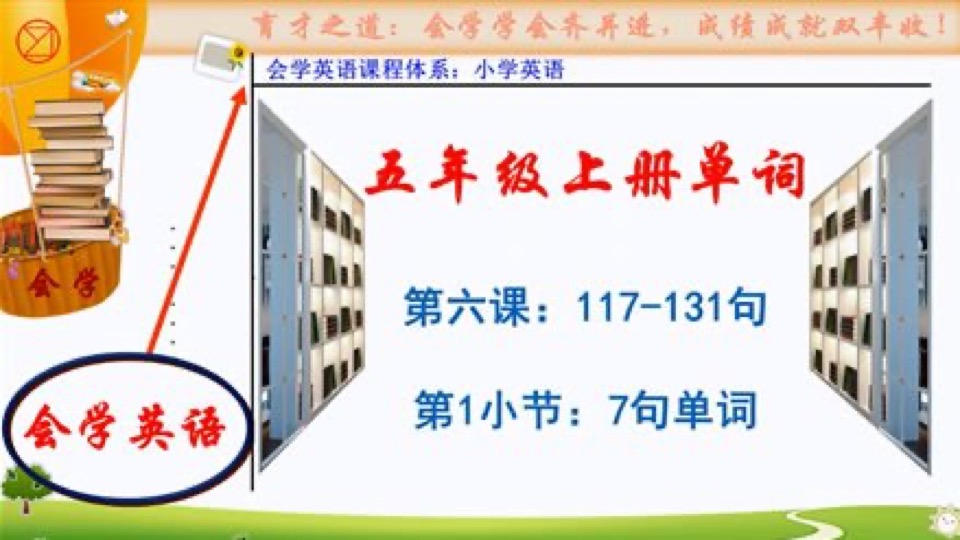 育才之道：会学学会齐并进，成绩成就双丰收！
会学英语课程体系：小学英语
五年级上册单词
第六课：117-131句
第1小节：7句单词
会学
会学英语